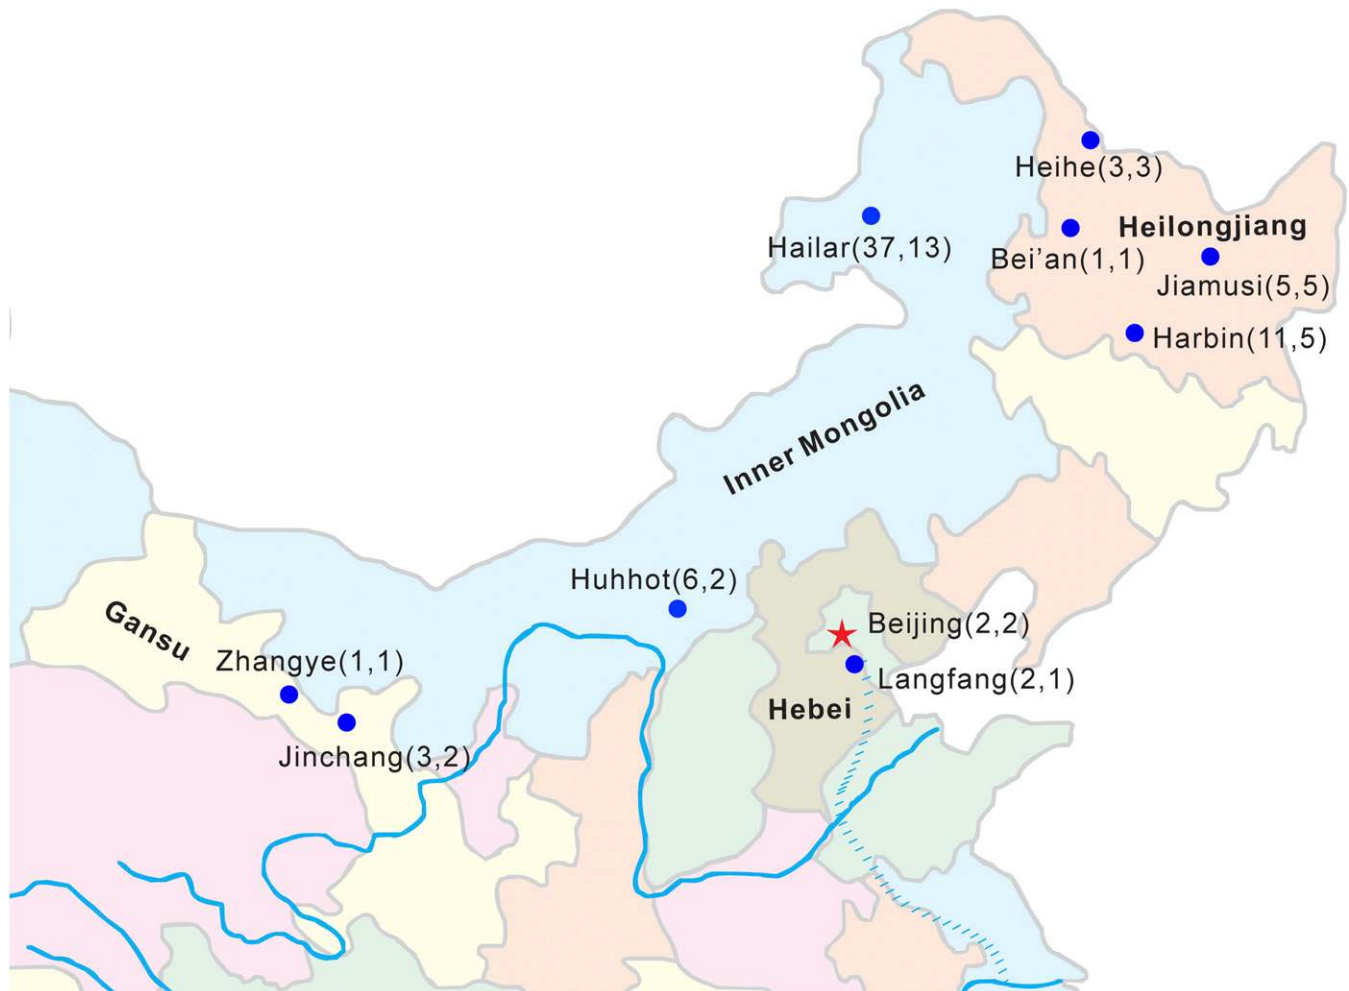 Heihe(3,3)
Heilongjiang
Hailar(37,13)
Bei’an(1,1)
Jiamusi(5,5)
Harbin(11,5)
Inner Mongolia
Huhhot(6,2)
Gansu
Beijing(2,2)
Zhangye(1,1)
Langfang(2,1)
Hebei
Jinchang(3,2)